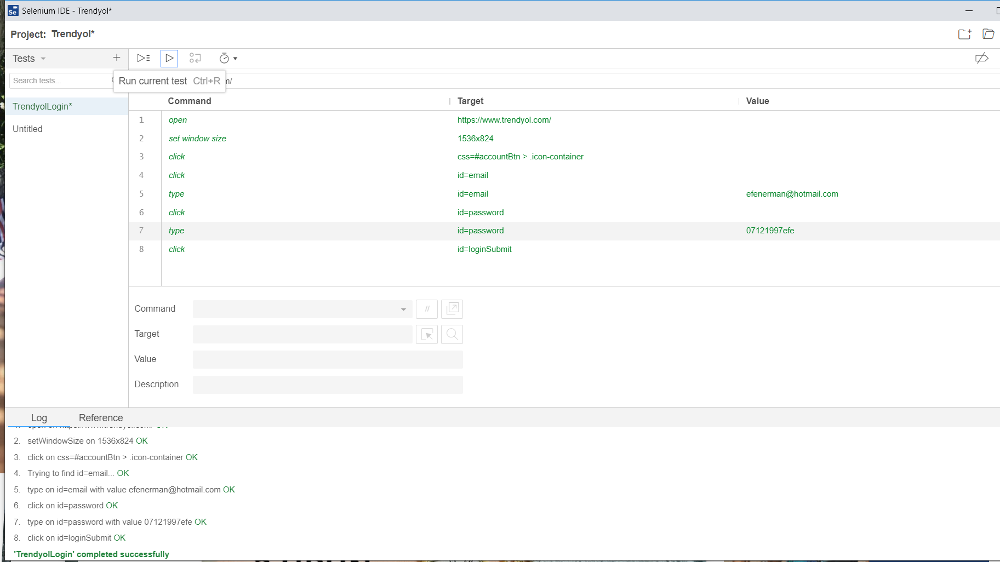 Selenium IDE - Trendyol*
Project: Trendyol*
Tests
Search tests...
Run current test Ctrl+R
m/
TrendyolLogin*
Untitled
Command Target Value
1 open https://www.trendyol.com/
2 set window size 1536x824
3 click css=#accountBtn > .icon-container
4 click id=email
5 type id=email efenerman@hotmail.com
6 click id=password
7 type id=password 07121997efe
8 click id=loginSubmit
Command //
Target
Value
Description
Log Reference
2. setWindowSize on 1536x824 OK
3. click on css=#accountBtn > .icon-container OK
4. Trying to find id=email... OK
5. type on id=email with value efenerman@hotmail.com OK
6. click on id=password OK
7. type on id=password with value 07121997efe OK
8. click on id=loginSubmit OK
'TrendyolLogin' completed successfully